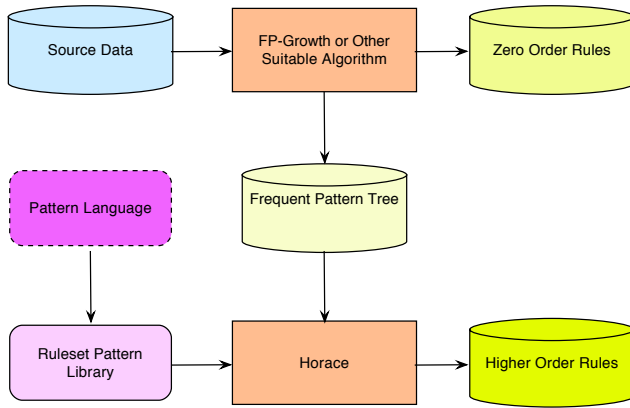 Source Data
FP-Growth or Other
Suitable Algorithm
Zero Order Rules
Pattern Language
Frequent Pattern Tree
Ruleset Pattern
Library
Horace
Higher Order Rules